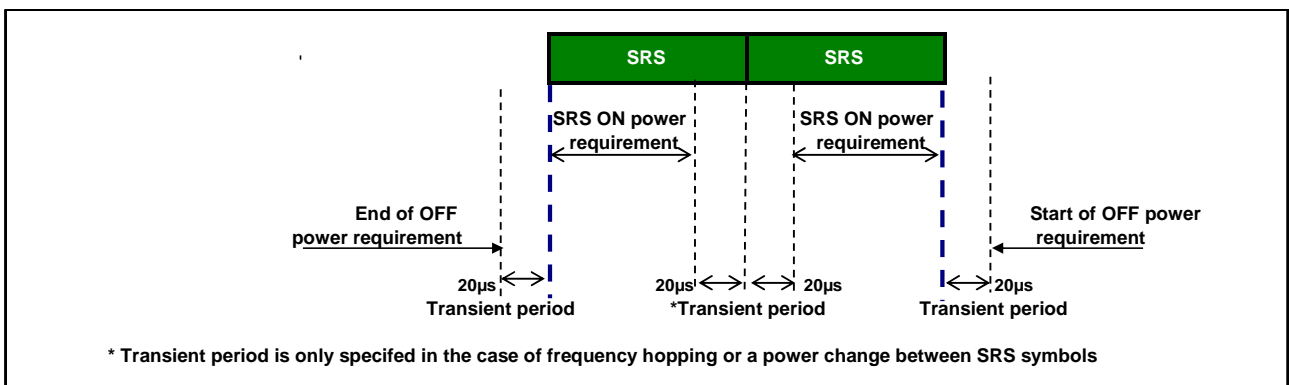 SRS SRS
SRS ON power
requirement
SRS ON power
requirement
End of OFF
power requirement
Start of OFF power
requirement
20µs 20µs 20µs 20µs
Transient period *Transient period Transient period
* Transient period is only specifed in the case of frequency hopping or a power change between SRS symbols